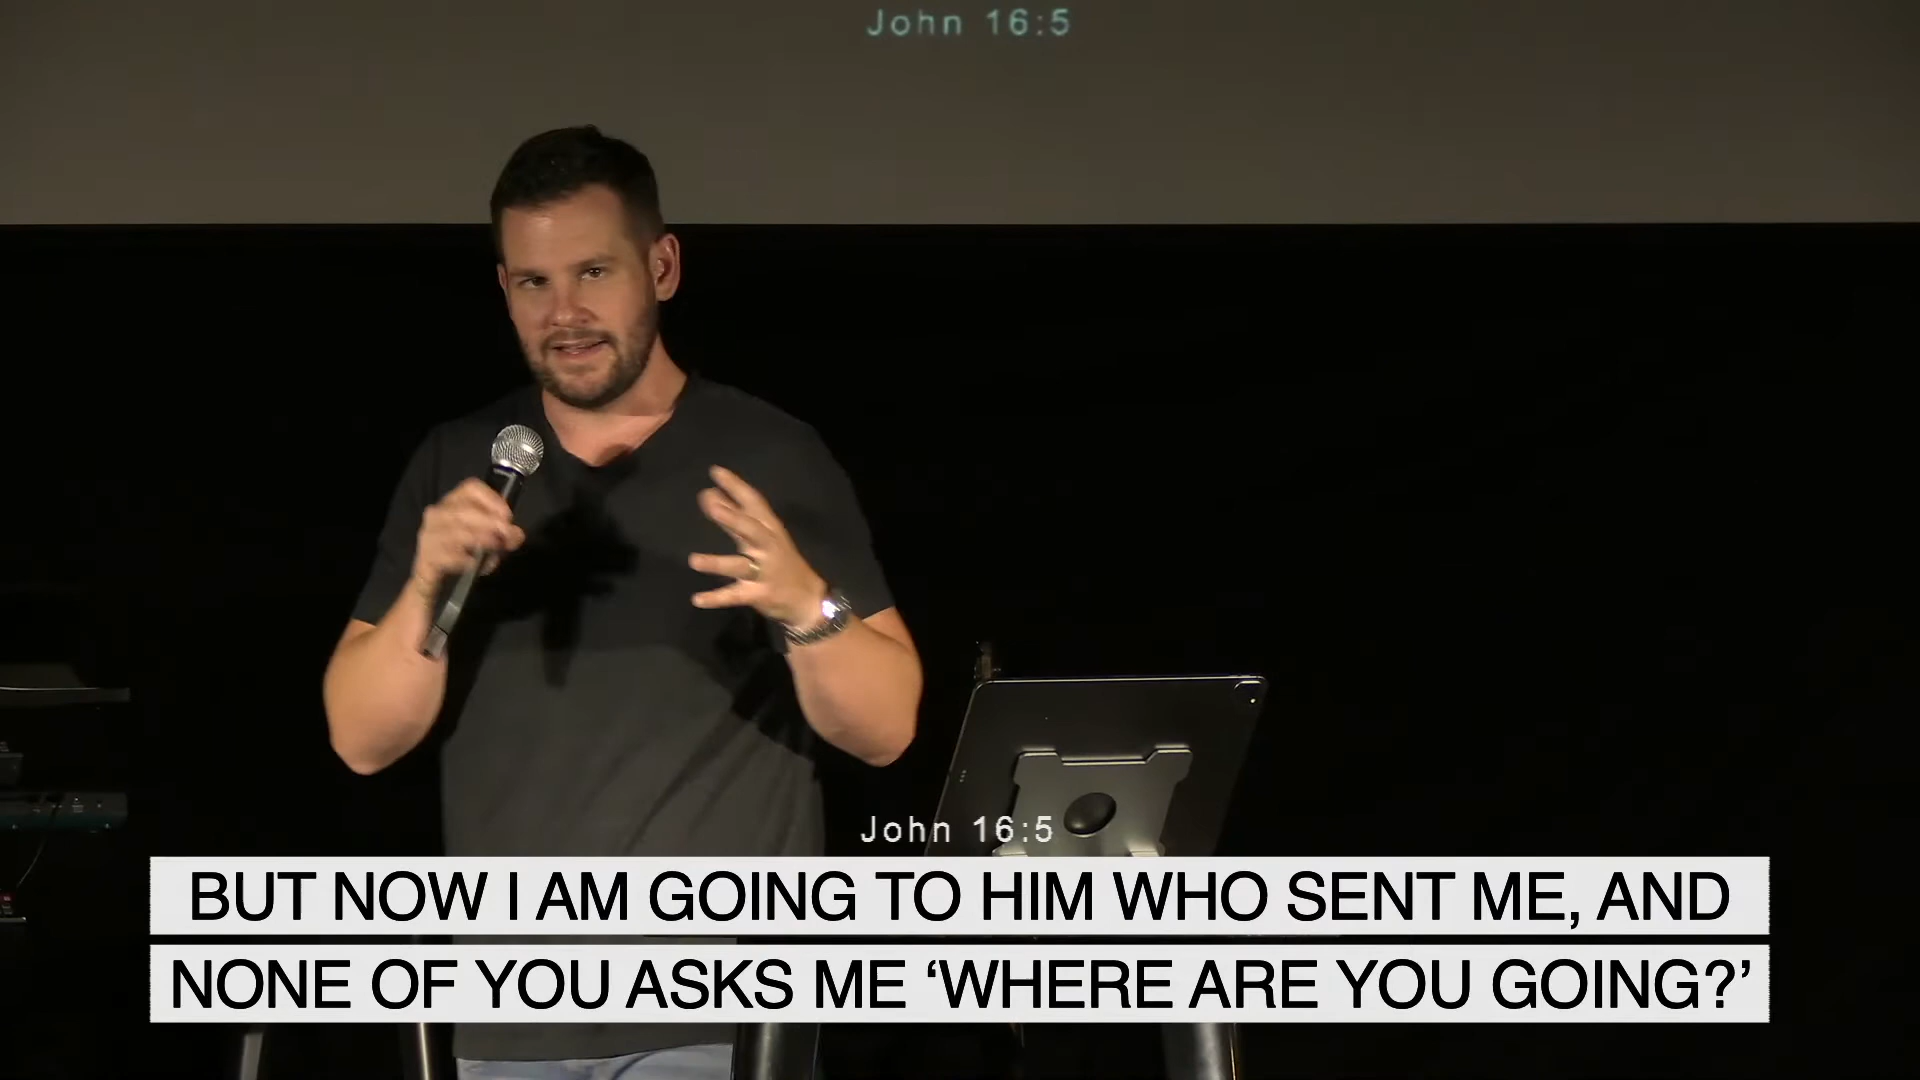 John 16:5
John 16:5
BUT NOW I AM GOING TO HIM WHO SENT ME, AND
NONE OF YOU ASKS ME ‘WHERE ARE YOU GOING?’